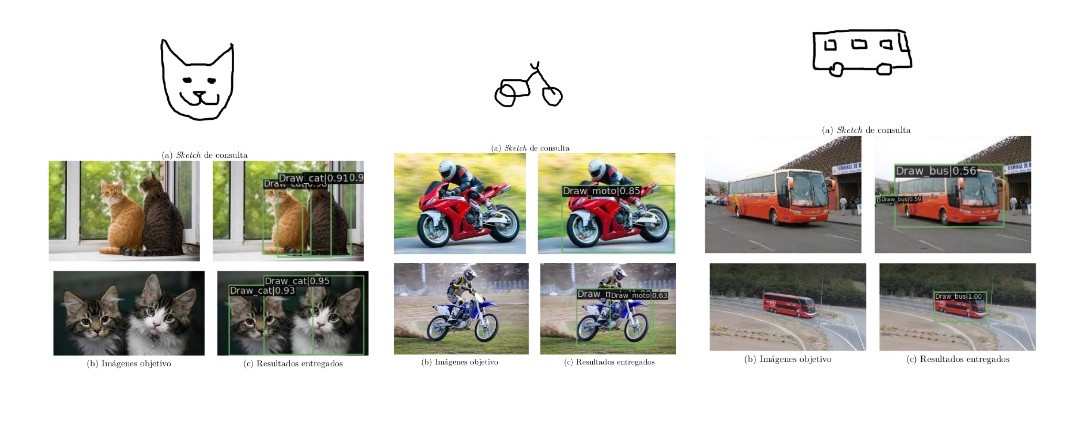 (a) Sketch de consulta
Draw_cat|0.910.9
Draw_cat|0.95
Draw_cat|0.93
(b) Imágenes objetivo
(c) Resultados entregados
(a) Sketch de consulta
Draw_moto|0.85
Draw_moto|0.63
(b) Imágenes objetivo
(c) Resultados entregados
(a) Sketch de consulta
Draw_bus|0.56
Draw_bus|0.59
Draw_bus|1.00
(b) Imágenes objetivo
(c) Resultados entregados